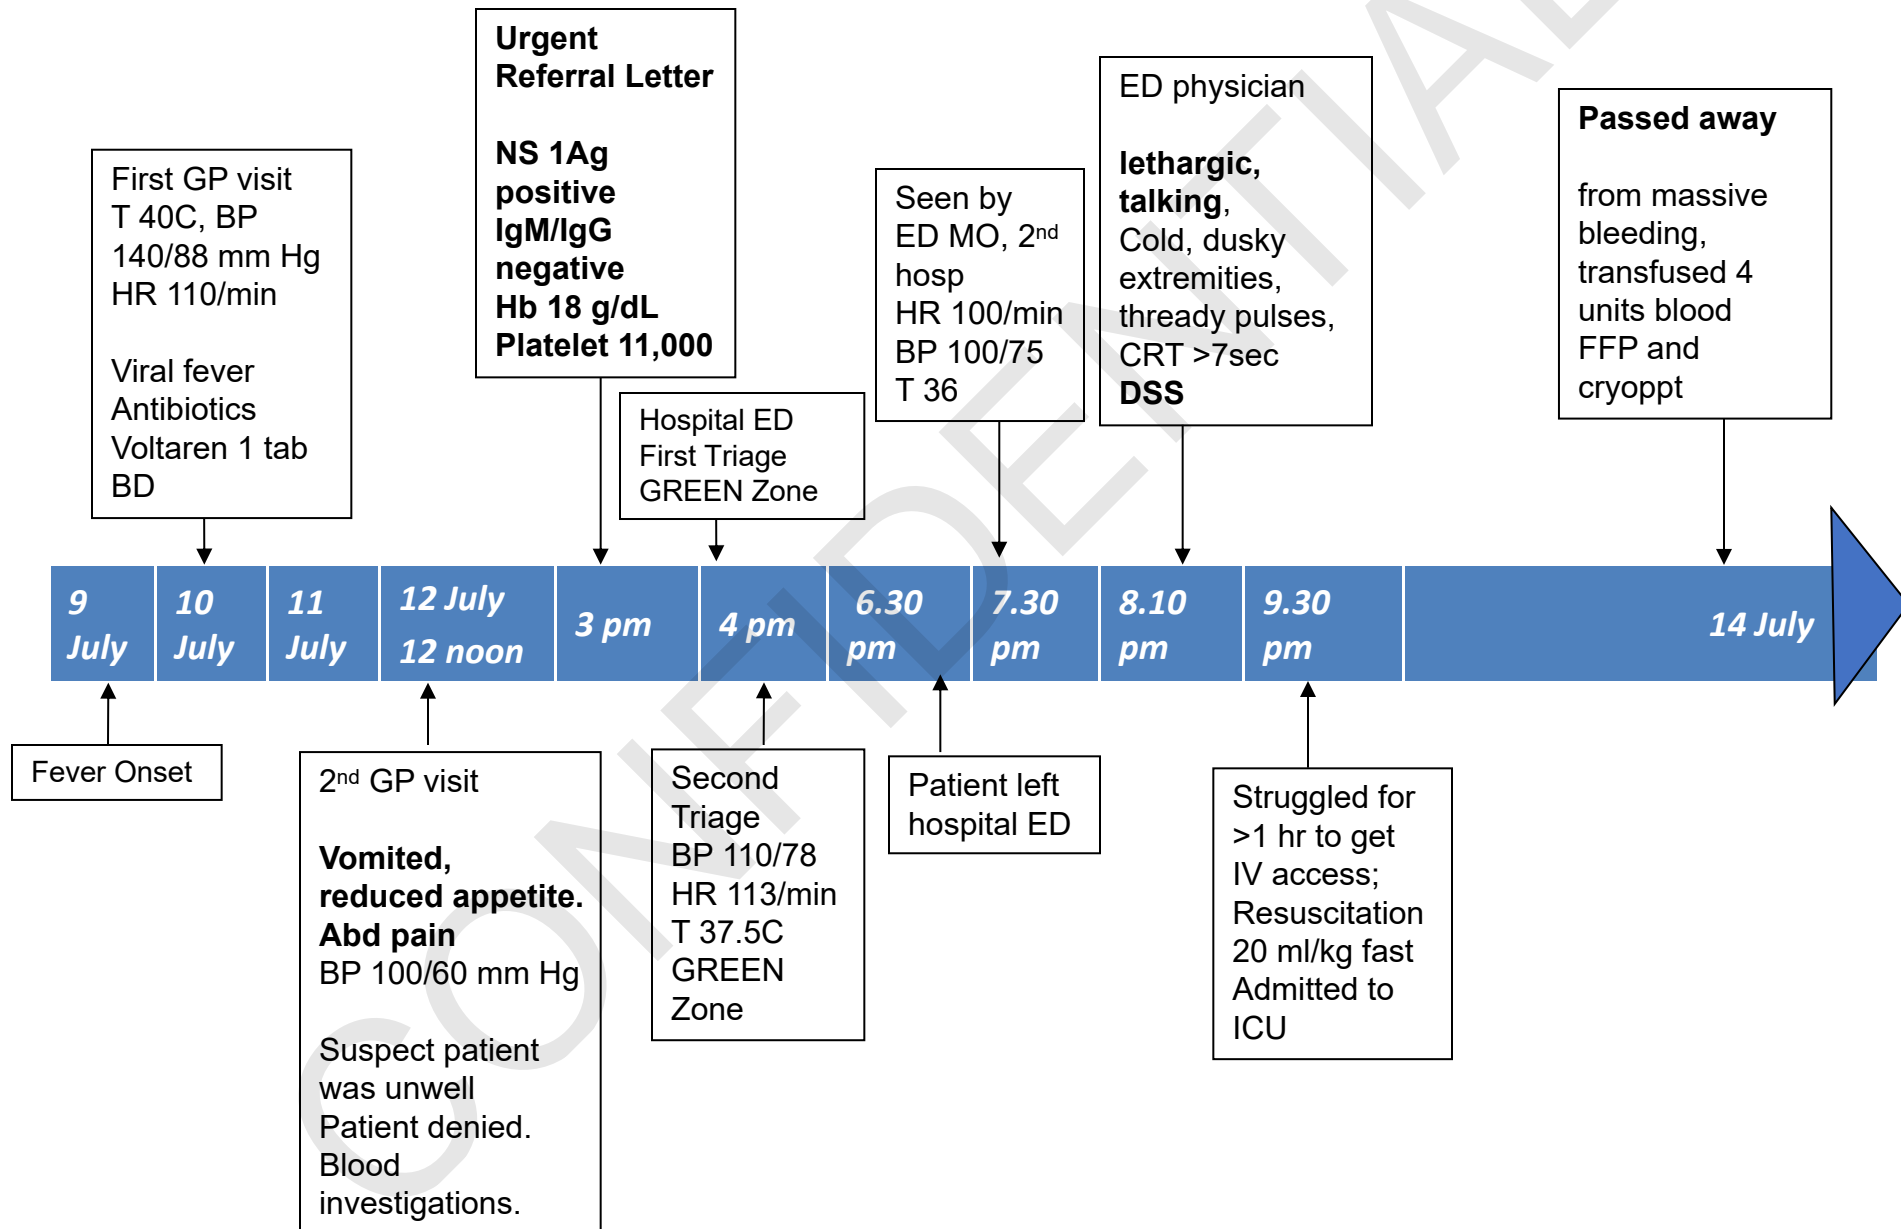 Urgent
Referral Letter
NS 1Ag
positive
IgM/IgG
negative
Hb 18 g/dL
Platelet 11,000
ED physician
lethargic,
talking,
Cold, dusky
extremities,
thready pulses,
CRT >7sec
DSS
Passed away
from massive
bleeding,
transfused 4
units blood
FFP and
cryoppt
First GP visit
T 40C, BP
140/88 mm Hg
HR 110/min
Viral fever
Antibiotics
Voltaren 1 tab
BD
Seen by
ED MO, 2nd
hosp
HR 100/min
BP 100/75
T 36
Hospital ED
First Triage
GREEN Zone
9
July
10
July
11
July
12 July
12 noon
3 pm
4 pm
6.30
pm
7.30
pm
8.10
pm
9.30
pm
14 July
Fever Onset
2nd GP visit
Vomited,
reduced appetite.
Abd pain
BP 100/60 mm Hg
Suspect patient
was unwell
Patient denied.
Blood
investigations.
Second
Triage
BP 110/78
HR 113/min
T 37.5C
GREEN
Zone
Patient left
hospital ED
Struggled for
>1 hr to get
IV access;
Resuscitation
20 ml/kg fast
Admitted to
ICU
CONFIDENTIAL